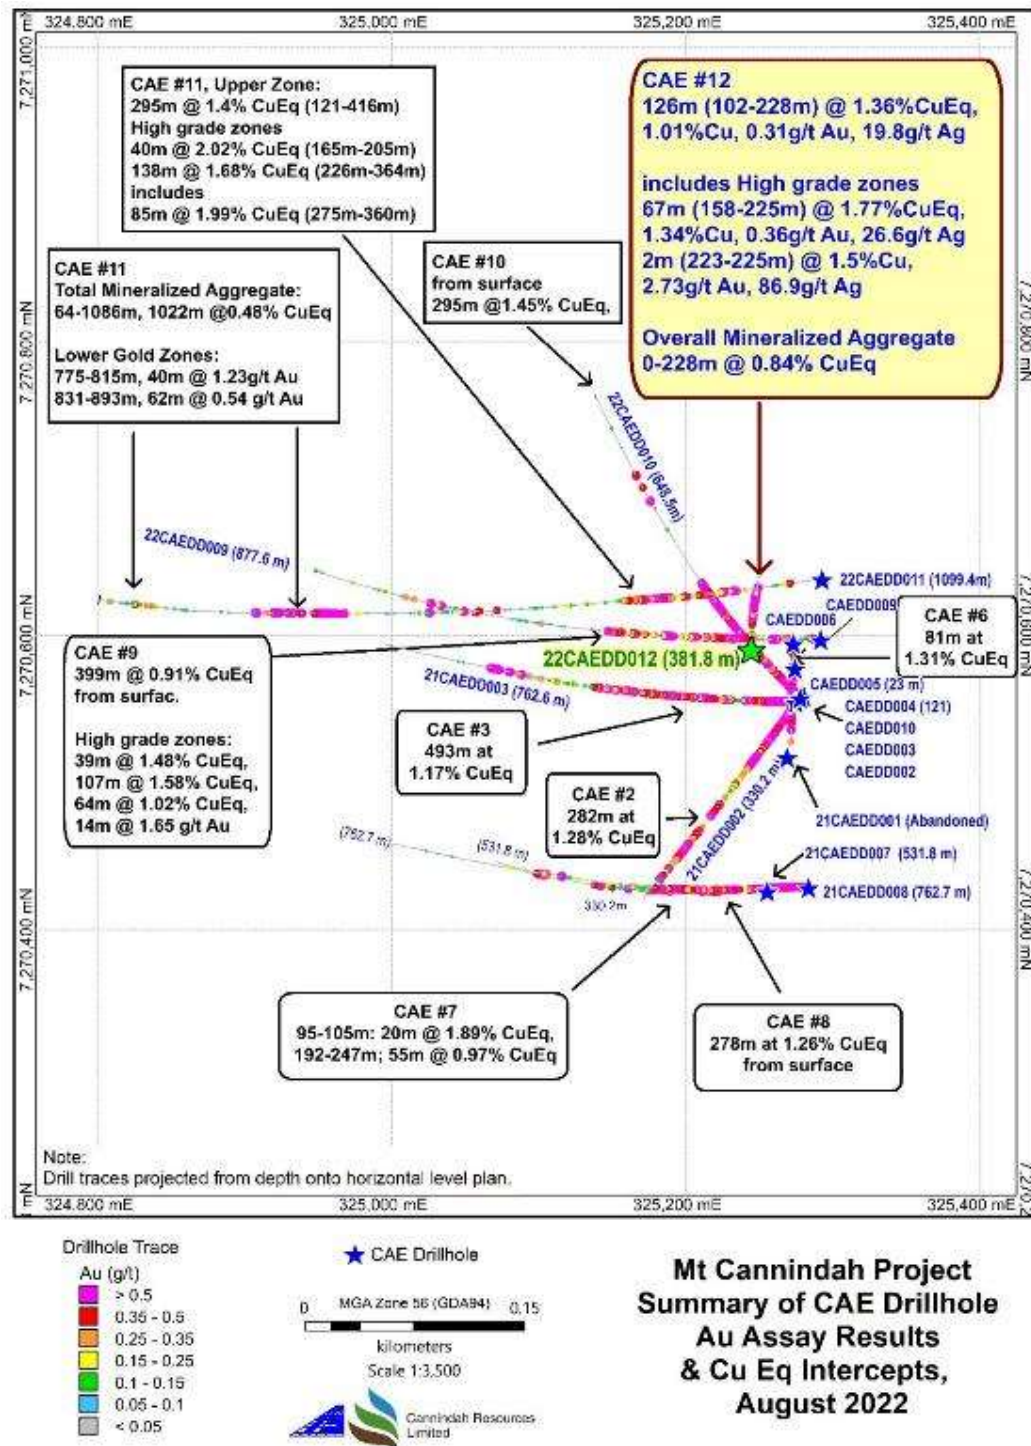 324,800 mE
325,000 mE
325,200 mE
325,400 mE
7,271,000 mN
CAE #11, Upper Zone:
295m @ 1.4% CuEq (121-416m)
High grade zones
40m @ 2.02% CuEq (165m-205m)
138m @ 1.68% CuEq (226m-364m)
includes
85m @ 1.99% CuEq (275m-360m)
CAE #12
126m (102-228m) @ 1.36%CuEq,
1.01%Cu, 0.31g/t Au, 19.8g/t Ag
includes High grade zones
67m (158-225m) @ 1.77%CuEq,
1.34%Cu, 0.36g/t Au, 26.6g/t Ag
2m (223-225m) @ 1.5%Cu,
2.73g/t Au, 86.9g/t Ag
Overall Mineralized Aggregate
0-228m @ 0.84% CuEq
CAE #11
Total Mineralized Aggregate:
64-1086m, 1022m @0.48% CuEq
Lower Gold Zones:
775-815m, 40m @ 1.23g/t Au
831-893m, 62m @ 0.54 g/t Au
CAE #10
from surface
295m @1.45% CuEq,
7,270,800 mN
7,270,800 mN
22CAEDD010 (648.5m)
22CAEDD009 (877.6 m)
22CAEDD011 (1099.4m)
CAEDD009
CAEDD006
CAE #6
81m at
1.31% CuEq
7,270,600 mN
7,270,600 mN
22CAEDD012 (381.8 m)
CAE #9
399m @ 0.91% CuEq
from surfac.
High grade zones:
39m @ 1.48% CuEq,
107m @ 1.58% CuEq,
64m @ 1.02% CuEq,
14m @ 1.65 g/t Au
21CAEDD003 (762.6 m)
CAEDD005 (23 m)
CAEDD004 (121)
CAEDD010
CAEDD003
CAEDD002
CAE #3
493m at
1.17% CuEq
CAE #2
282m at
1.28% CuEq
21CAEDD002 (330.2 m)
21CAEDD001 (Abandoned)
(762.7 m)
(531.8 m)
330.2m
21CAEDD007 (531.8 m)
21CAEDD008 (762.7 m)
7,270,400 mN
7,270,400 mN
CAE #7
95-105m: 20m @ 1.89% CuEq,
192-247m; 55m @ 0.97% CuEq
CAE #8
278m at 1.26% CuEq
from surface
Note:
Drill traces projected from depth onto horizontal level plan.
mN
7,270,2
324,800 mE
325,000 mE
325,200 mE
325,400 mE
Drillhole Trace
Au (g/t)
> 0.5
0.35 - 0.5
0.25 - 0.35
0.15 - 0.25
0.1 - 0.15
0.05 - 0.1
< 0.05
CAE Drillhole
MGA Zone 56 (GDA94)
0
0.15
kilometers
Scale 1:3,500
Cannindah Resources
Limited
Mt Cannindah Project
Summary of CAE Drillhole
Au Assay Results
& Cu Eq Intercepts,
August 2022